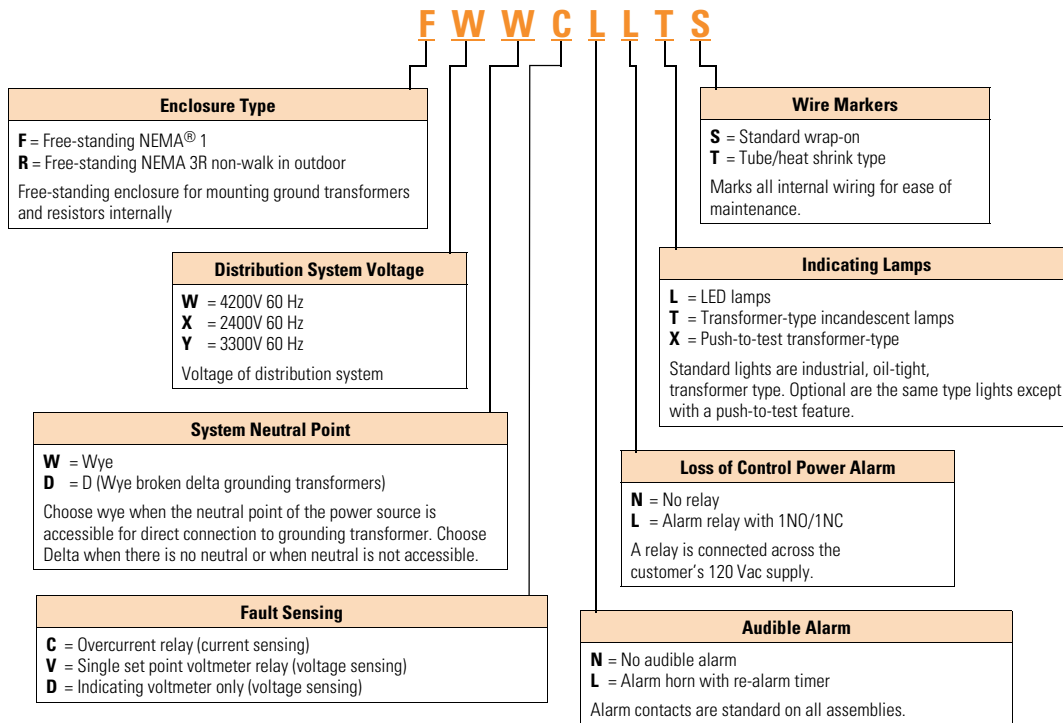 F W W C L L T S
Enclosure Type
F = Free-standing NEMA® 1
R = Free-standing NEMA 3R non-walk in outdoor
Free-standing enclosure for mounting ground transformers
and resistors internally
Wire Markers
S = Standard wrap-on
T = Tube/heat shrink type
Marks all internal wiring for ease of
maintenance.
Distribution System Voltage
W = 4200V 60 Hz
X = 2400V 60 Hz
Y = 3300V 60 Hz
Voltage of distribution system
Indicating Lamps
L = LED lamps
T = Transformer-type incandescent lamps
X = Push-to-test transformer-type
Standard lights are industrial, oil-tight,
transformer type. Optional are the same type lights except
with a push-to-test feature.
System Neutral Point
W = Wye
D = D (Wye broken delta grounding transformers)
Choose wye when the neutral point of the power source is
accessible for direct connection to grounding transformer. Choose
Delta when there is no neutral or when neutral is not accessible.
Loss of Control Power Alarm
N = No relay
L = Alarm relay with 1NO/1NC
A relay is connected across the
customer's 120 Vac supply.
Fault Sensing
C = Overcurrent relay (current sensing)
V = Single set point voltmeter relay (voltage sensing)
D = Indicating voltmeter only (voltage sensing)
Audible Alarm
N = No audible alarm
L = Alarm horn with re-alarm timer
Alarm contacts are standard on all assemblies.